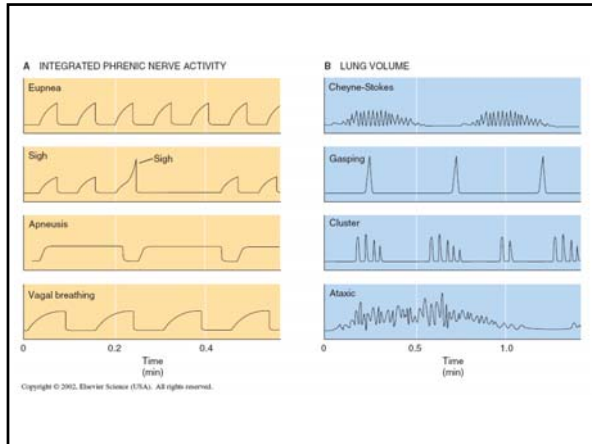 A INTEGRATED PHRENIC NERVE ACTIVITY
Eupnea
Sigh
Sigh
Apneusis
Vagal breathing
0 0.2 0.4
Time
(min)
B LUNG VOLUME
Cheyne-Stokes
Gasping
Cluster
Ataxic
0 0.5 1.0
Time
(min)
Copyright © 2002, Elsevier Science (USA). All rights reserved.